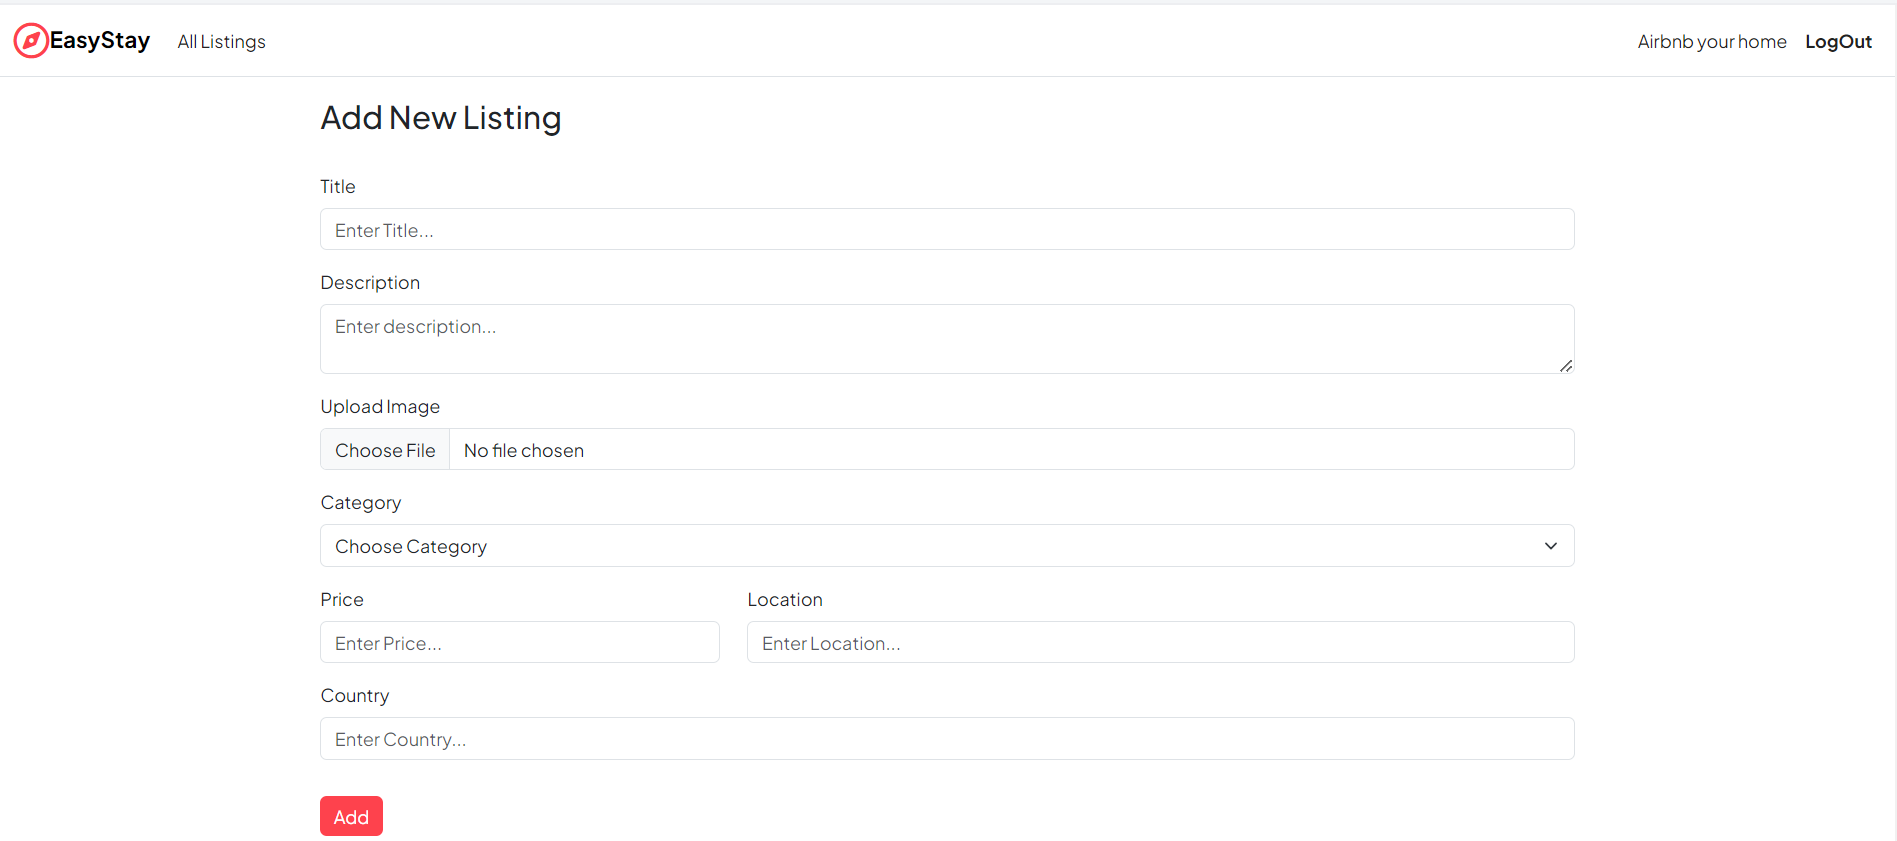 EasyStay All Listings Airbnb your home LogOut
Add New Listing
Title
Enter Title...
Description
Enter description...
Upload Image
Choose File No file chosen
Category
Choose Category
Price Location
Enter Price... Enter Location...
Country
Enter Country...
Add